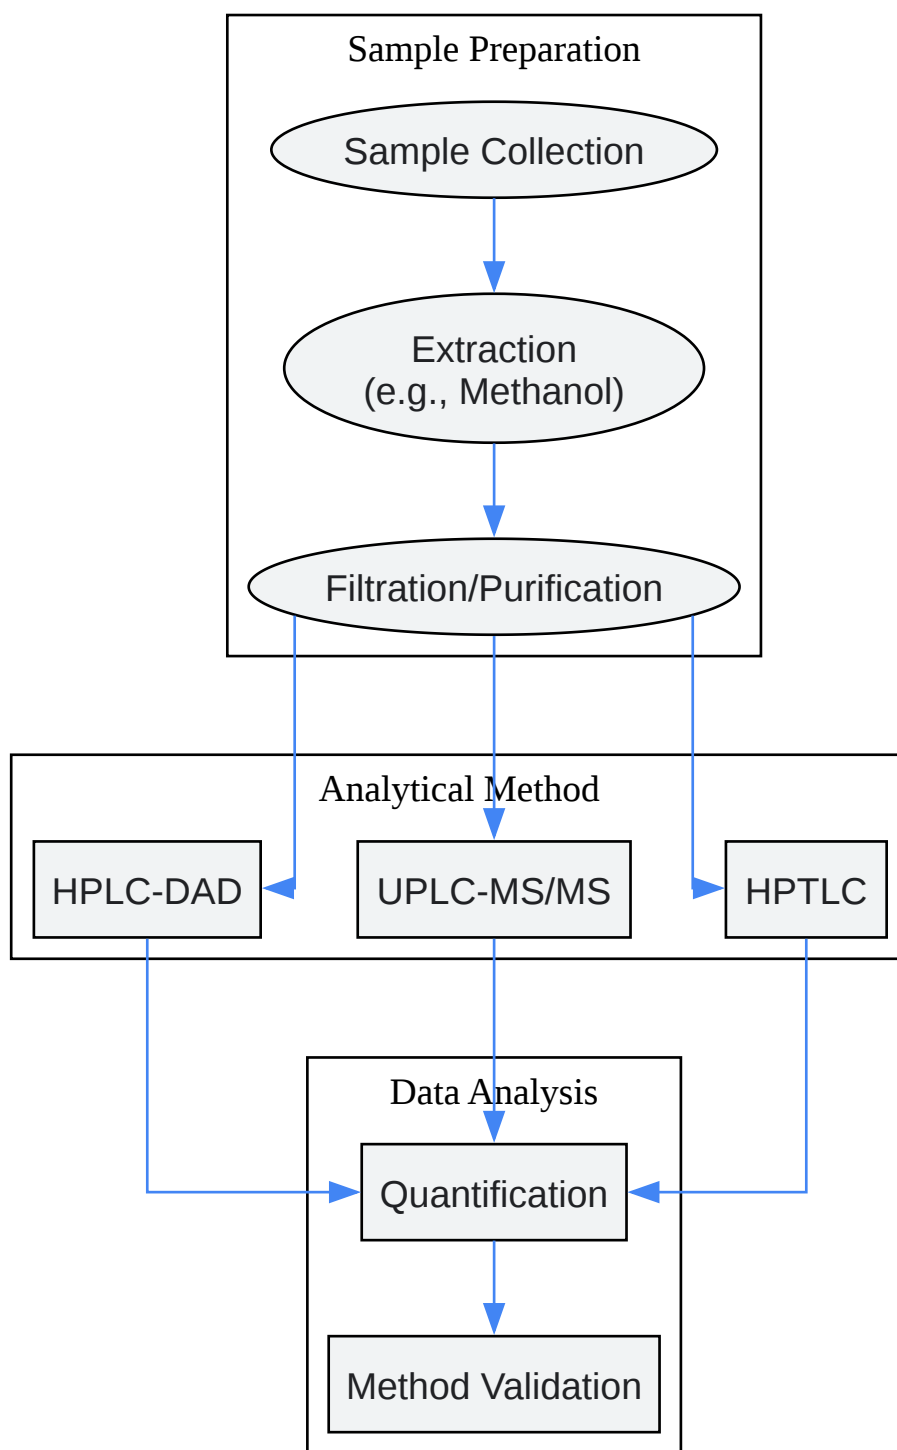 Sample Preparation
Sample Collection
Extraction
(e.g., Methanol)
Filtration/Purification
Analytical Method
HPLC-DAD
UPLC-MS/MS
HPTLC
Data Analysis
Quantification
Method Validation